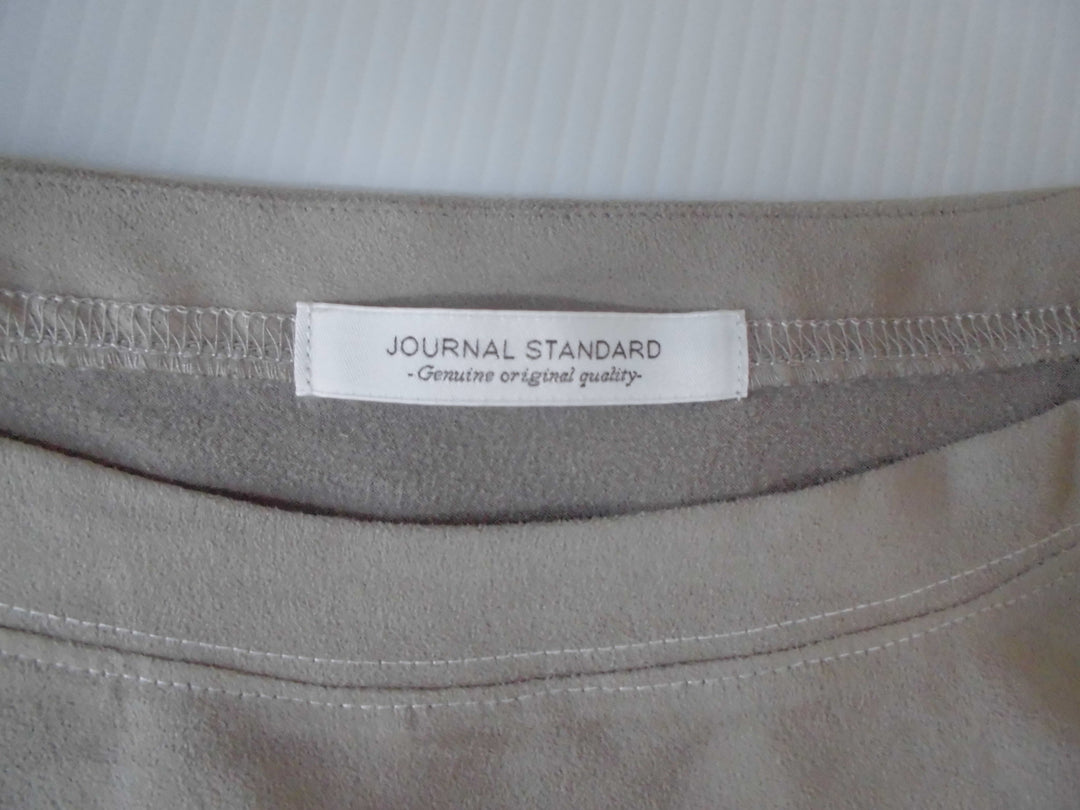 JOURNAL STANDARD
-Genuine original quality-